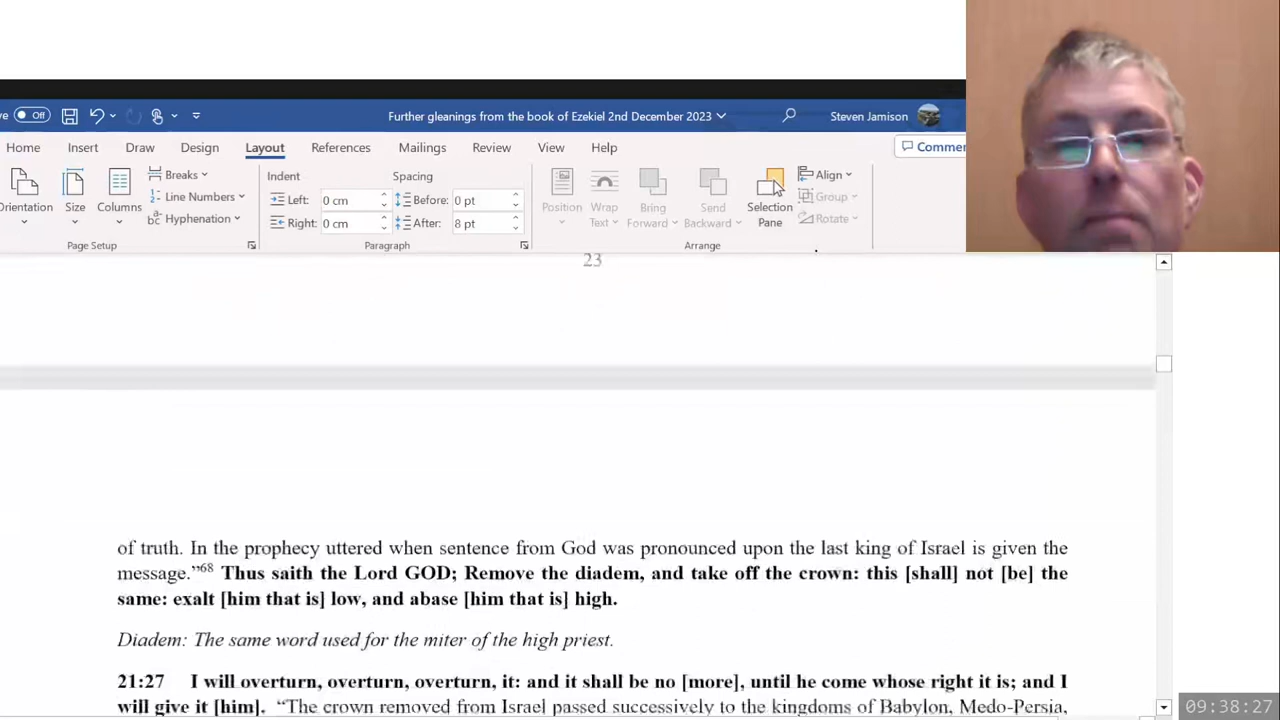 Off
Further gleanings from the book of Ezekiel 2nd December 2023
Steven Jamison
Home Insert Draw Design Layout References Mailings Review View Help
Commen
Breaks
Line Numbers
Hyphenation
Orientation
Size
Columns
Page Setup
Indent
Left: 0 cm
Right: 0 cm
Spacing
Before: 0 pt
After: 8 pt
Paragraph
Position
Wrap Text
Bring Forward
Send Backward
Selection Pane
Align
Group
Rotate
Arrange
23
of truth. In the prophecy uttered when sentence from God was pronounced upon the last king of Israel is given the
message.”68 Thus saith the Lord GOD; Remove the diadem, and take off the crown: this [shall] not [be] the
same: exalt [him that is] low, and abase [him that is] high.
Diadem: The same word used for the miter of the high priest.
21:27 I will overturn, overturn, overturn, it: and it shall be no [more], until he come whose right it is; and I
will give it [him]. “The crown removed from Israel passed successively to the kingdoms of Babylon, Medo-Persia,
09:38:27